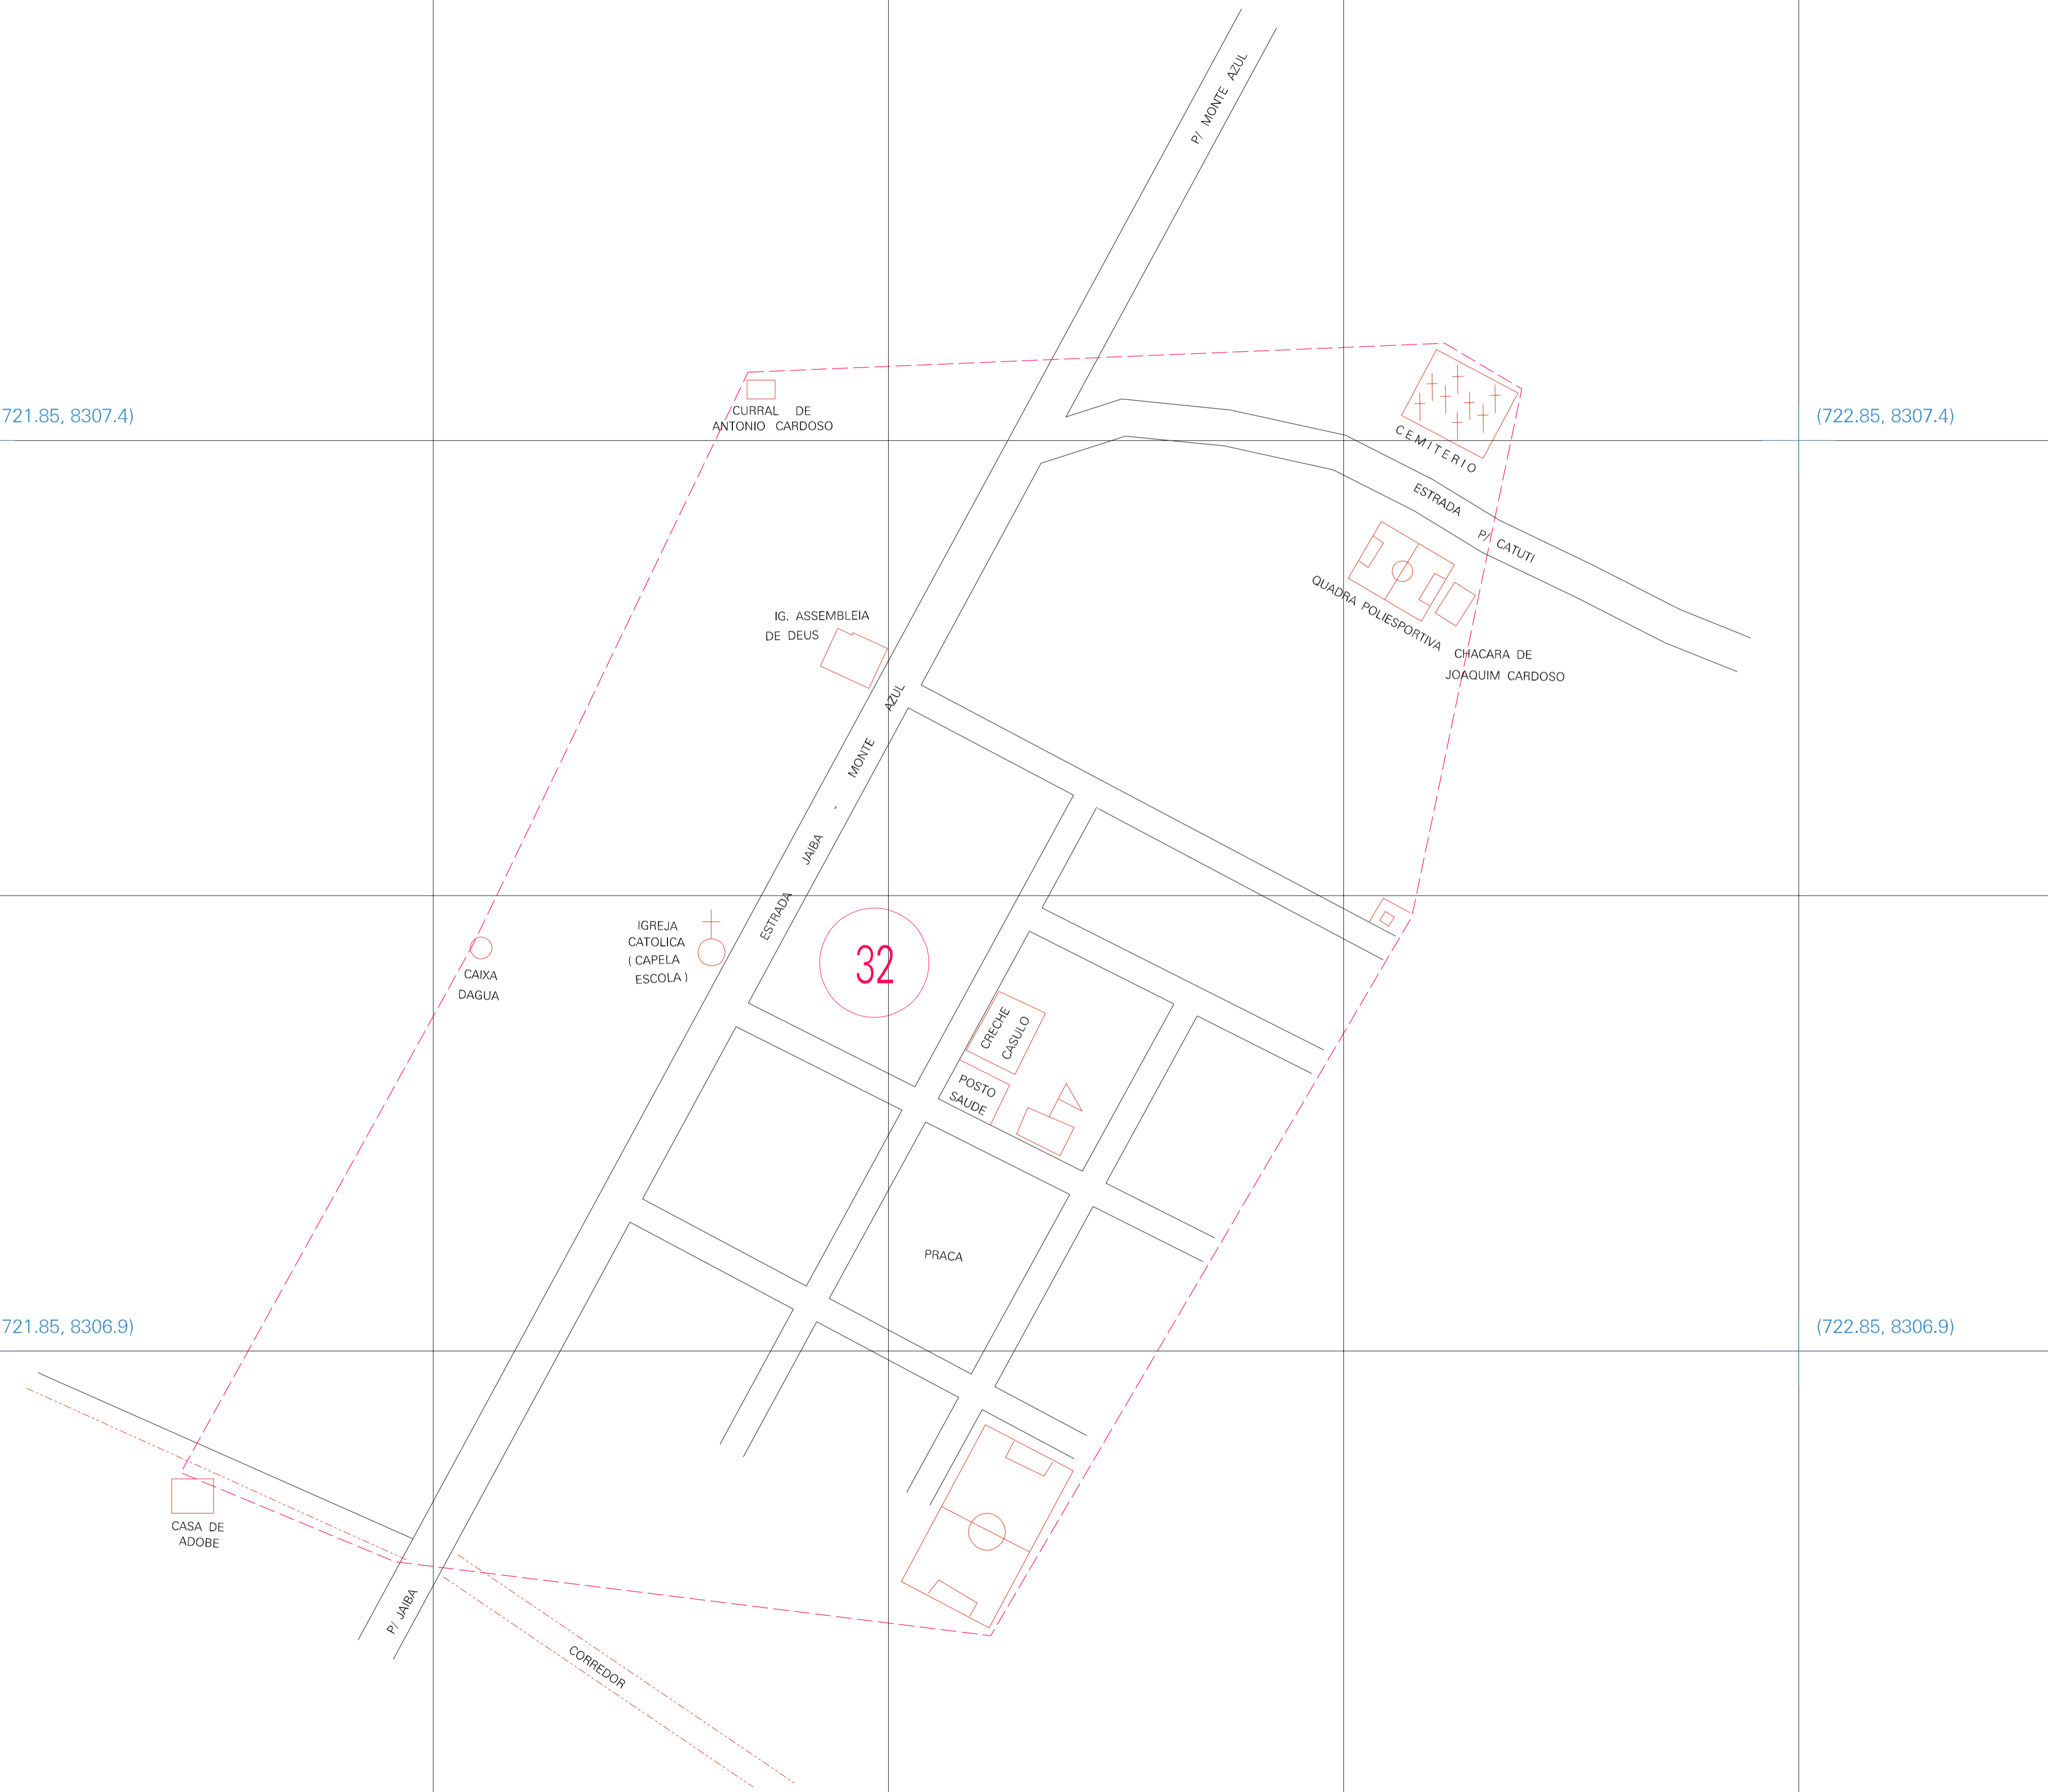 P/ MONTE AZUL
CURRAL DE
ANTONIO CARDOSO
721.85, 8307.4)
(722.85, 8307.4)
CEMITERIO
ESTRADA P/ CATUTI
QUADRA POLIESPORTIVA
IG. ASSEMBLEIA
DE DEUS
CHACARA DE
JOAQUIM CARDOSO
ESTRADA JAIBA - MONTE AZUL
IGREJA
CATOLICA
( CAPELA
ESCOLA )
32
CAIXA
DAGUA
CRECHE
CASULO
POSTO
SAUDE
PRACA
721.85, 8306.9)
(722.85, 8306.9)
CASA DE
ADOBE
P/ JAIBA
CORREDOR